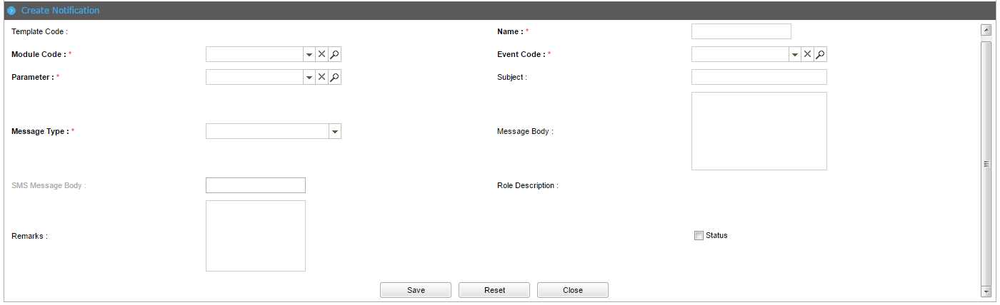 Create Notification
Template Code :
Name : *
Module Code : *
Event Code : *
Parameter : *
Subject :
Message Type : *
Message Body :
SMS Message Body :
Role Description :
Remarks :
Status
Save Reset Close